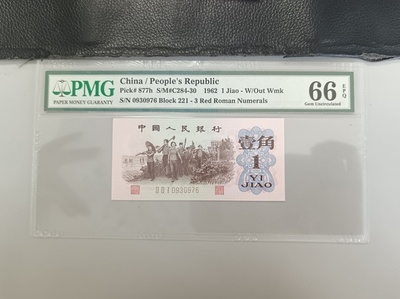 PMG
PAPER MONEY GUARANTY
China / People's Republic
Pick# 877h S/M#C284-30 1962 1 Jiao - W/Out Wmk
S/N 0930976 Block 221 - 3 Red Roman Numerals
66 EPQ
Gem Uncirculated
中国人民银行
壹角
1
YI
JIAO
II II I 0930976